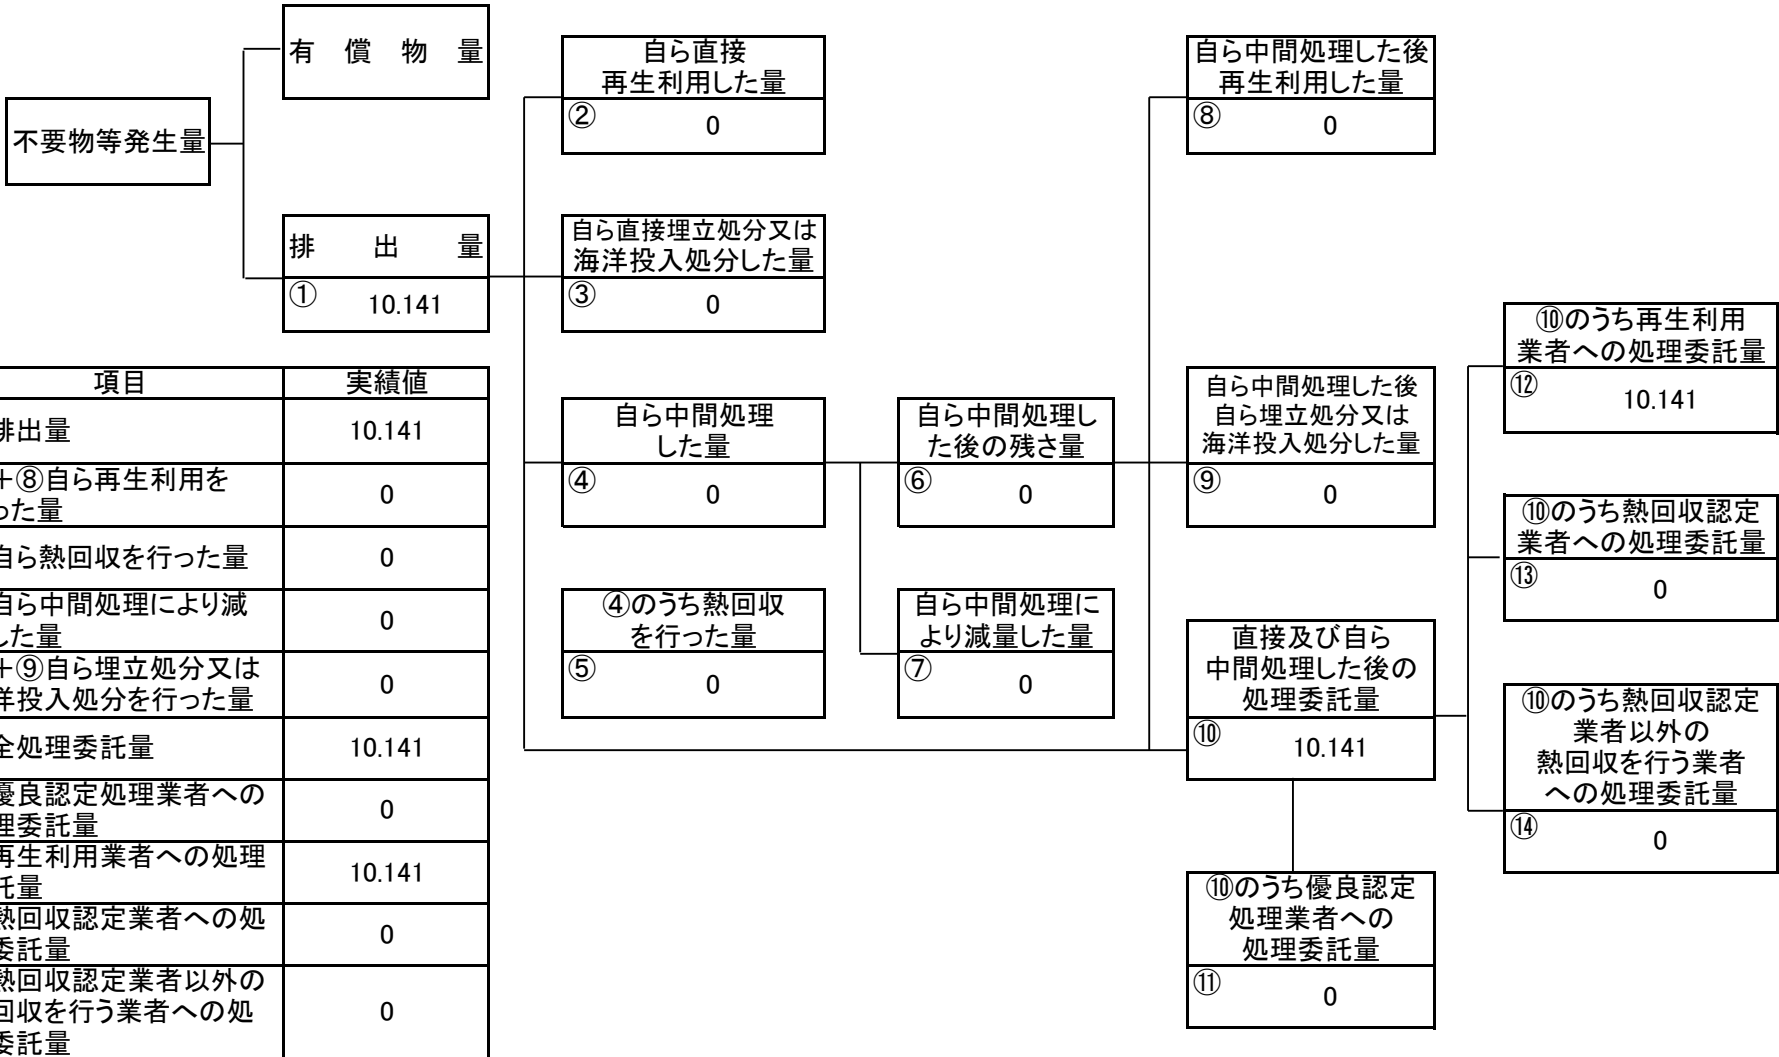 有償物量
不要物等発生量
排出量
①
10.141
自ら直接
再生利用した量
②
0
自ら直接埋立処分又は
海洋投入処分した量
③
0
自ら中間処理
した量
④
0
④のうち熱回収
を行った量
⑤
0
自ら中間処理し
た後の残さ量
⑥
0
自ら中間処理に
より減量した量
⑦
0
自ら中間処理した後
再生利用した量
⑧
0
自ら中間処理した後
自ら埋立処分又は
海洋投入処分した量
⑨
0
直接及び自ら
中間処理した後の
処理委託量
⑩
10.141
⑩のうち優良認定
処理業者への
処理委託量
⑪
0
⑩のうち再生利用
業者への処理委託量
⑫
10.141
⑩のうち熱回収認定
業者への処理委託量
⑬
0
⑩のうち熱回収認定
業者以外の
熱回収を行う業者
への処理委託量
⑭
0
項目
実績値
排出量
10.141
+⑧自ら再生利用を
った量
0
自ら熱回収を行った量
0
自ら中間処理により減
した量
0
+⑨自ら埋立処分又は
洋投入処分を行った量
0
全処理委託量
10.141
優良認定処理業者への
理委託量
0
再生利用業者への処理
託量
10.141
熱回収認定業者への処
委託量
0
熱回収認定業者以外の
回収を行う業者への処
委託量
0